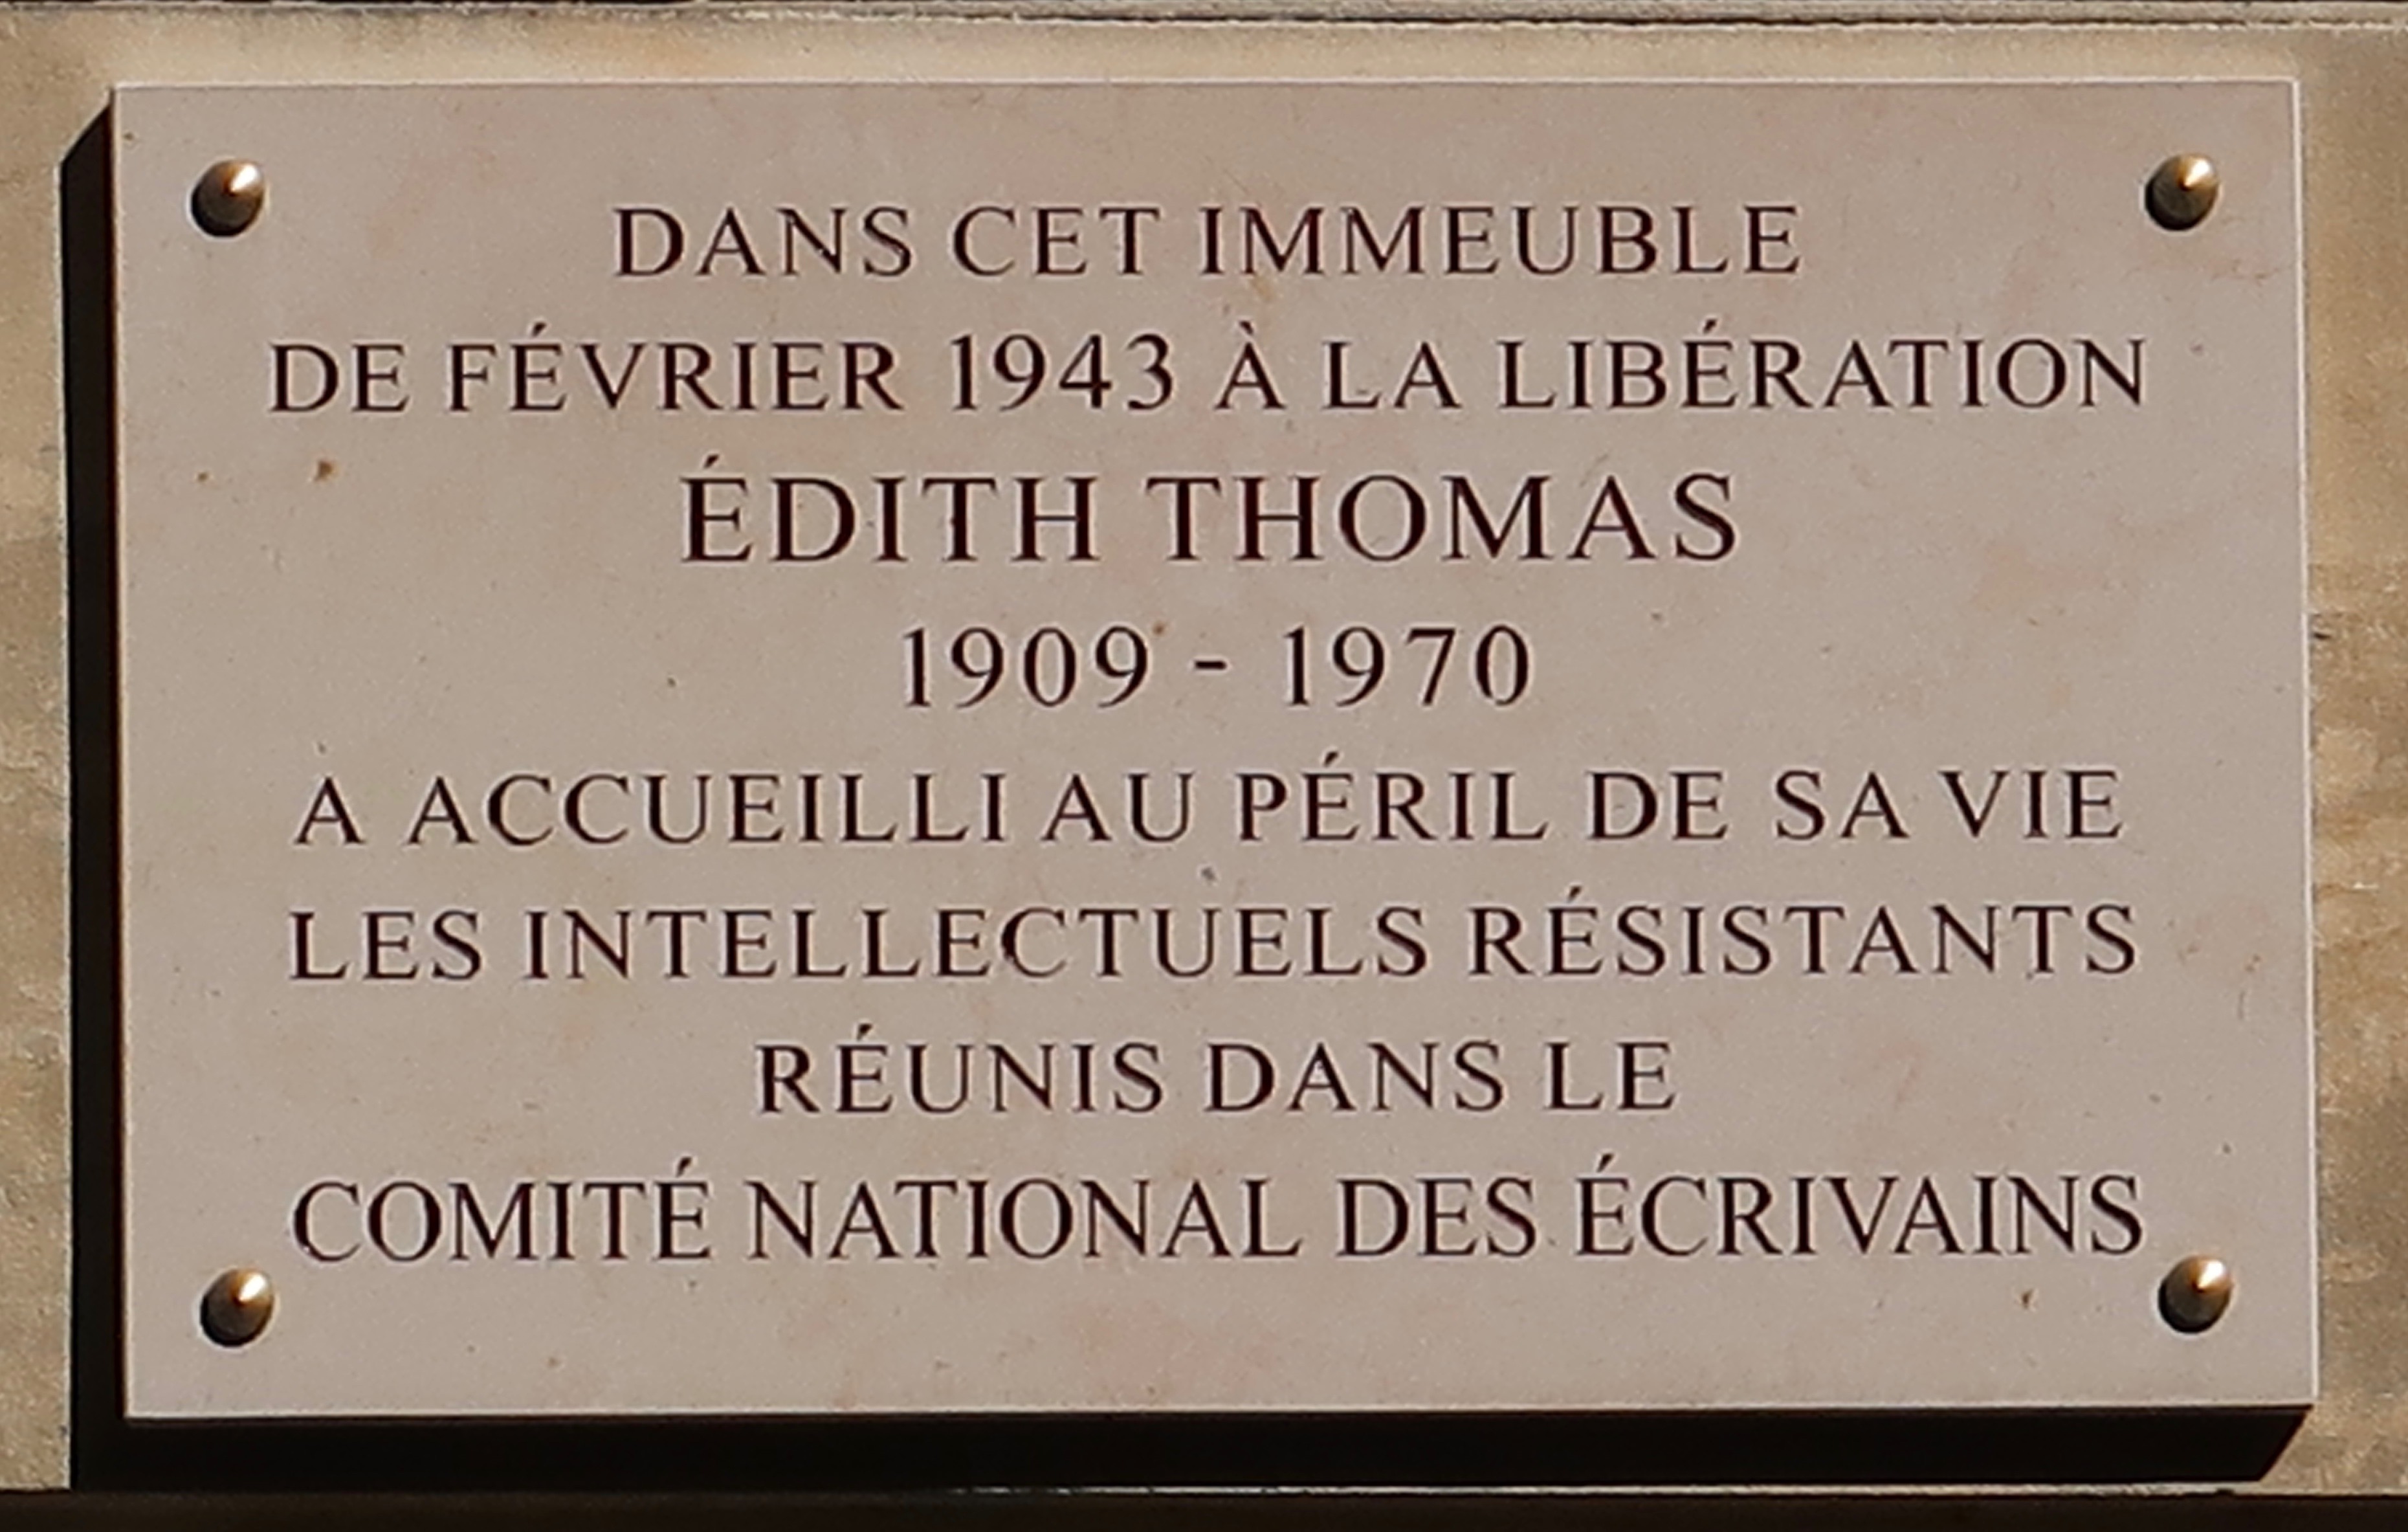 DANS CET IMMEUBLE
DE FÉVRIER 1943 À LA LIBÉRATION
ÉDITH THOMAS
1909 - 1970
A ACCUEILLI AU PÉRIL DE SA VIE
LES INTELLECTUELS RÉSISTANTS
RÉUNIS DANS LE
COMITÉ NATIONAL DES ÉCRIVAINS